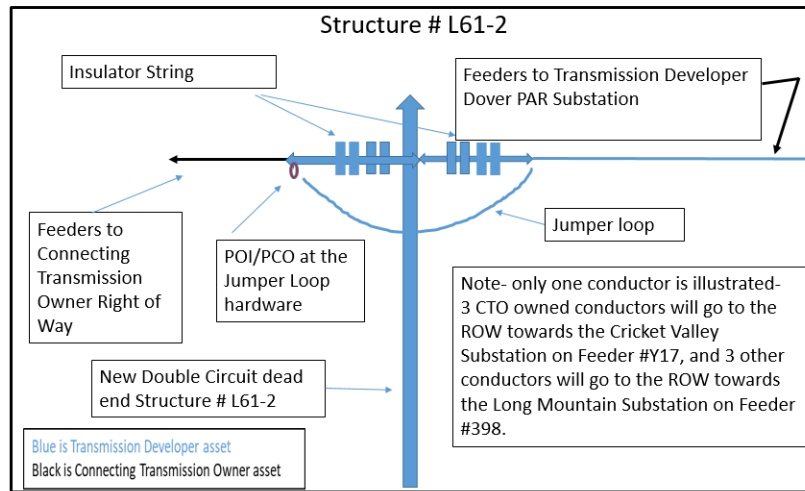 Structure # L61-2
Insulator String
Feeders to Transmission Developer
Dover PAR Substation
Feeders to
Connecting
Transmission
Owner Right of
Way
POI/PCO at the
Jumper Loop
hardware
Jumper loop
Note- only one conductor is illustrated-
3 CTO owned conductors will go to the
ROW towards the Cricket Valley
Substation on Feeder #Y17, and 3 other
conductors will go to the ROW towards
the Long Mountain Substation on Feeder
#398.
New Double Circuit dead
end Structure # L61-2
Blue is Transmission Developer asset
Black is Connecting Transmission Owner asset